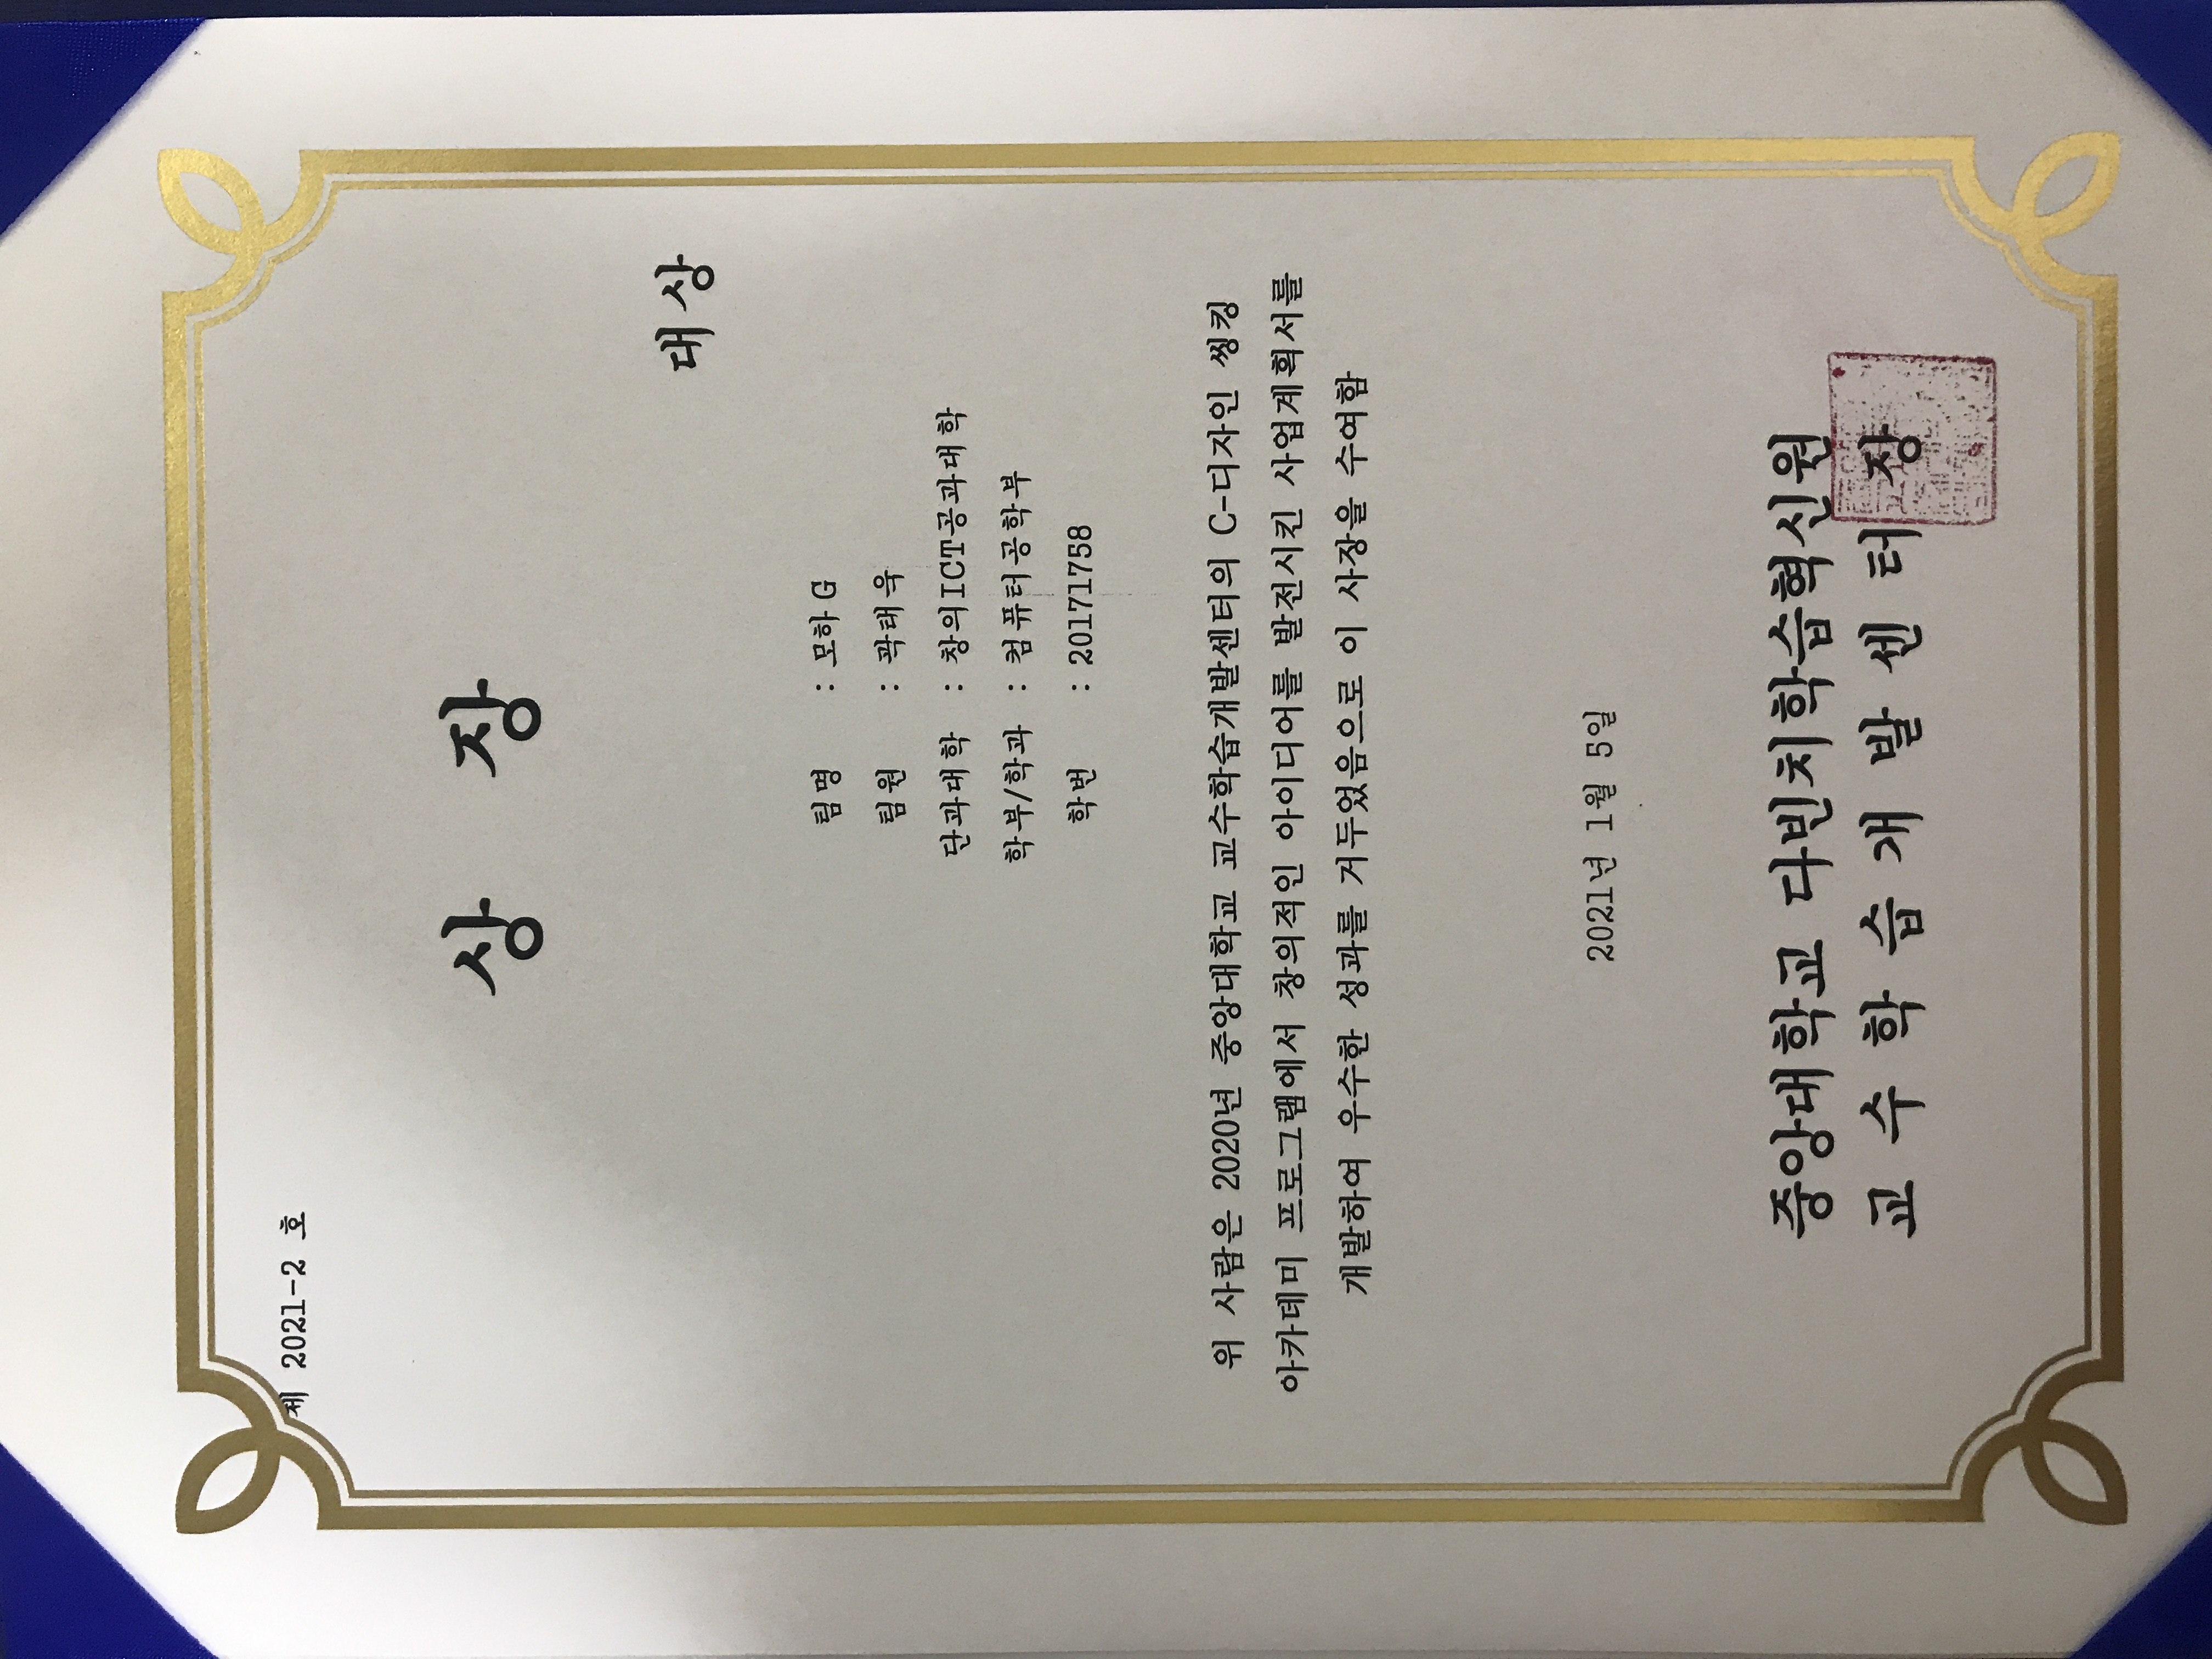 제 2021-2 호
상 장
대상
팀명 : 모하 G
팀원 : 곽태욱
단과대학 : 창의ICT공과대학
학부/학과 : 컴퓨터공학부
학번 : 20171758
위 사람은 2020년 중앙대학교 교수학습개발센터의 C-디자인 씽킹
아카데미 프로그램에서 창의적인 아이디어를 발전시킨 사업계획서를
개발하여 우수한 성과를 거두었음으로 이 사장을 수여함
2021년 1월 5일
중앙대학교 다빈치학습혁신원
교 수 학 습 개 발 센 터 장